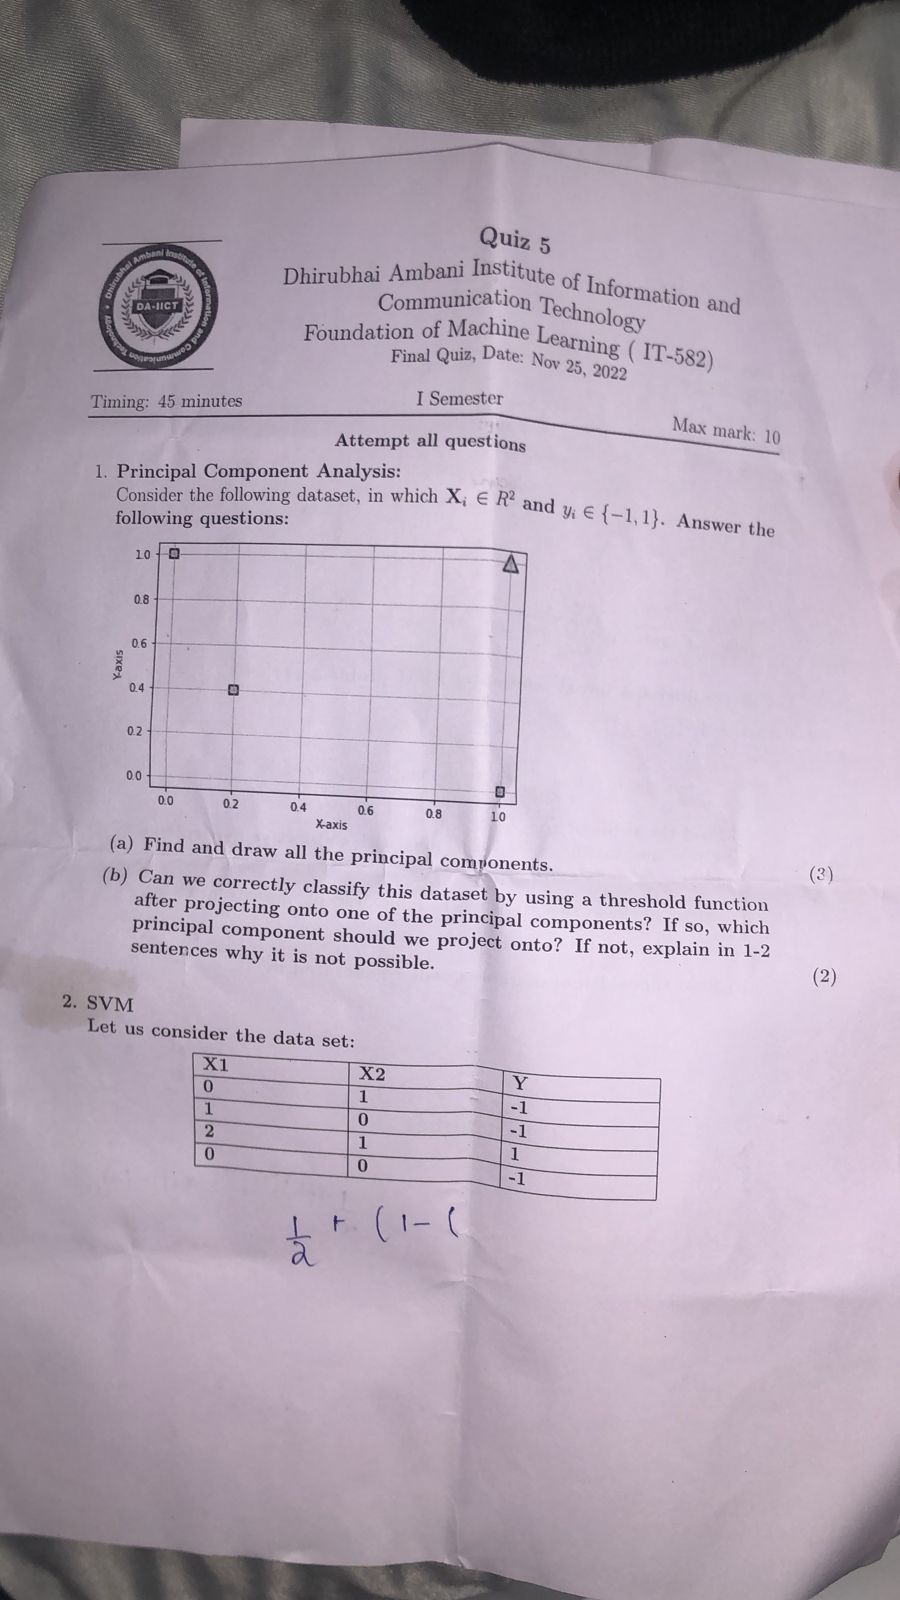 Quiz 5
Dhirubhai Ambani Institute of Information and
Communication Technology
Foundation of Machine Learning ( IT-582)
Final Quiz, Date: Nov 25, 2022
DA-IICT
Dhirubhai Ambani Institute of Information and Communication Technology
Timing: 45 minutes I Semester Max mark: 10
Attempt all questions
1. Principal Component Analysis:
Consider the following dataset, in which Xᵢ ∈ R² and yᵢ ∈ {−1, 1}. Answer the
following questions:
1.0
0.8
0.6
0.4
0.2
0.0
Y-axis
0.0 0.2 0.4 0.6 0.8 1.0
X-axis
(a) Find and draw all the principal components. (3)
(b) Can we correctly classify this dataset by using a threshold function
after projecting onto one of the principal components? If so, which
principal component should we project onto? If not, explain in 1-2
sentences why it is not possible. (2)
2. SVM
Let us consider the data set:
X1 X2 Y
0 1 -1
1 0 -1
2 1 1
0 0 -1
1/2 + (1-(